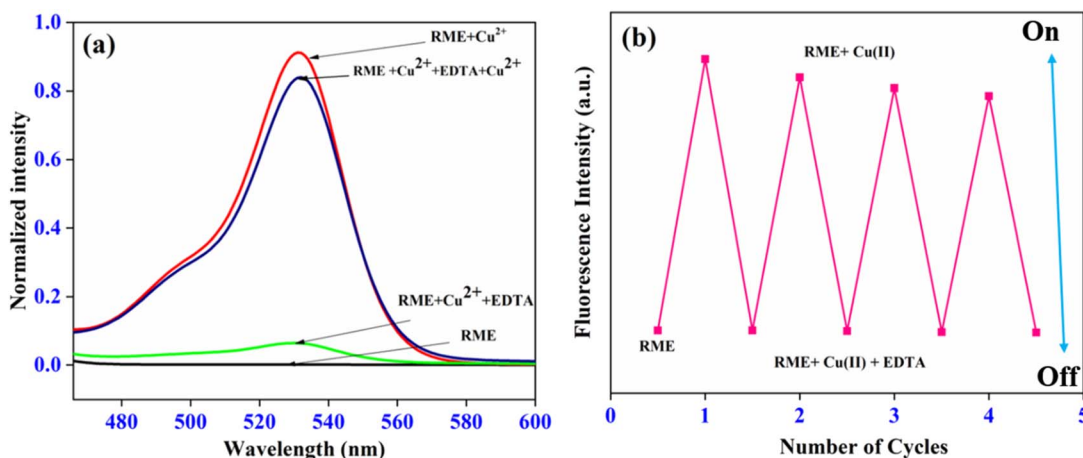 (a)
RME+Cu²⁺
RME +Cu²⁺+EDTA+Cu²⁺
RME+Cu²⁺+EDTA
RME
Normalized intensity
1.0
0.8
0.6
0.4
0.2
0.0
480 500 520 540 560 580 600
Wavelength (nm)
(b)
On
RME+ Cu(II)
Fluorescence Intensity (a.u.)
RME
RME+ Cu(II) + EDTA
Off
0 1 2 3 4 5
Number of Cycles